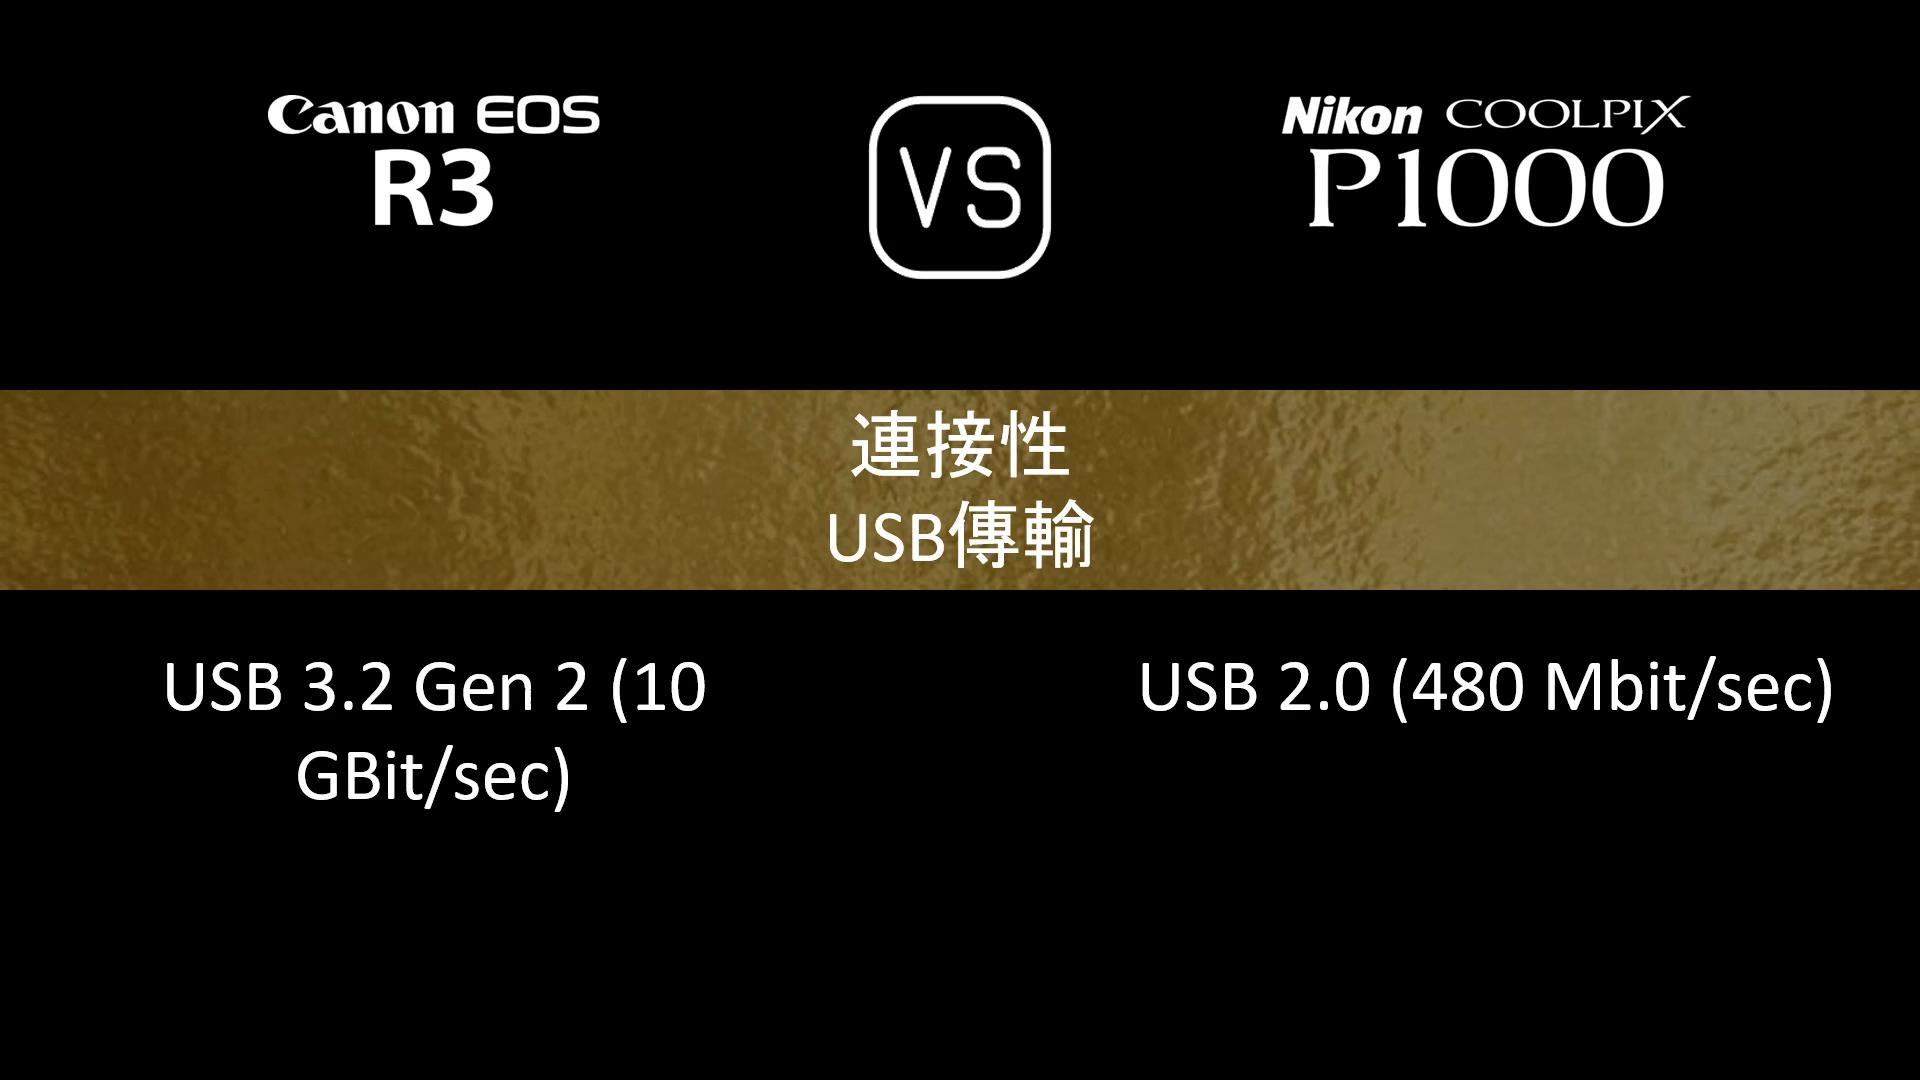 Canon EOS
R3
VS
Nikon COOLPIX
P1000
連接性
USB傳輸
USB 3.2 Gen 2 (10
GBit/sec)
USB 2.0 (480 Mbit/sec)